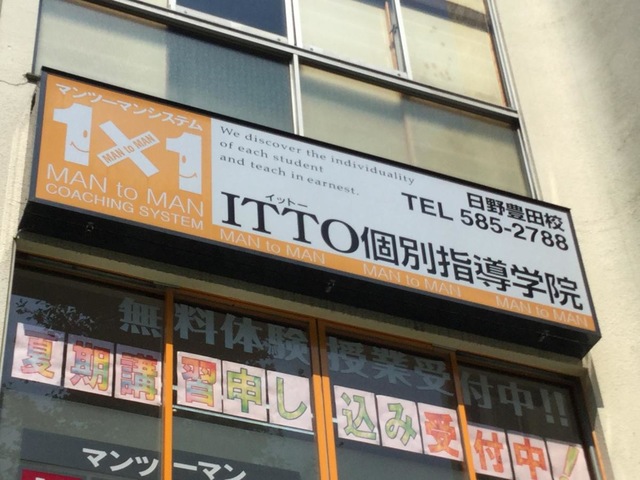 マンツーマンシステム
1×1
MAN to MAN
MAN to MAN
COACHING SYSTEM
We discover the individuality
of each student
and teach in earnest.
日野豊田校
TEL 585-2788
イットー
ITTO個別指導学院
MAN to MAN MAN to MAN MAN to MAN
無料体験授業受付中!!
夏期講習申し込み受付中!
マンツーマン